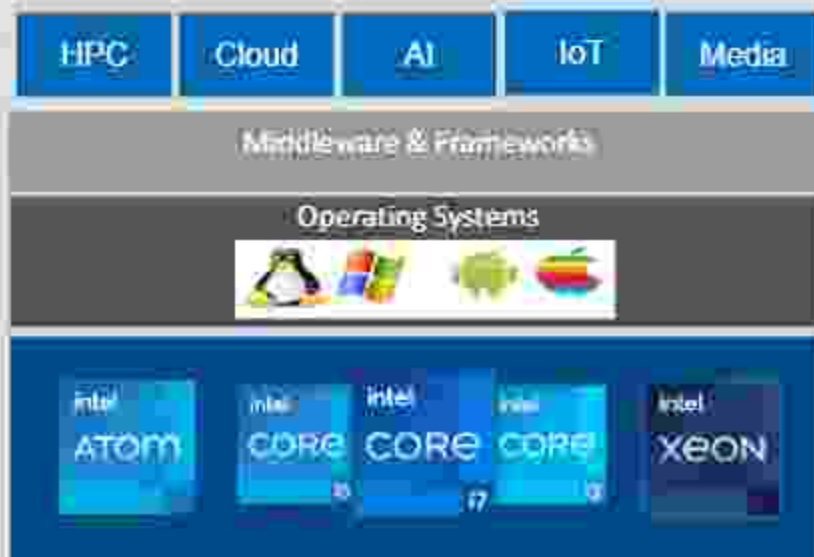 HPC Cloud AI IoT Media
Middleware & Frameworks
Operating Systems
intel intel intel intel intel
ATOM CORE CORE CORE XEON
i7